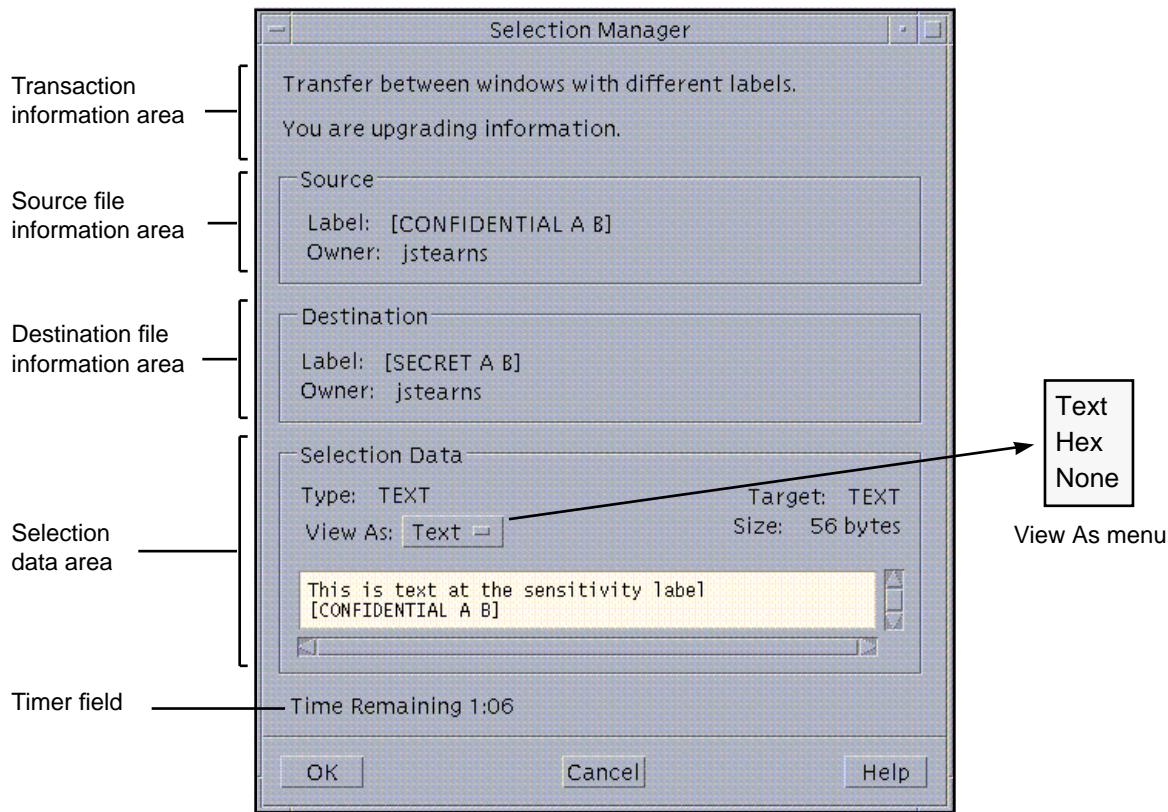 Selection Manager
Transaction
information area
Transfer between windows with different labels.
You are upgrading information.
Source file
information area
Source
Label: [CONFIDENTIAL A B]
Owner: jstearns
Destination file
information area
Destination
Label: [SECRET A B]
Owner: jstearns
Selection
data area
Selection Data
Type: TEXT
Target: TEXT
View As: Text
Size: 56 bytes
This is text at the sensitivity label
[CONFIDENTIAL A B]
Text
Hex
None
View As menu
Timer field
Time Remaining 1:06
OK
Cancel
Help